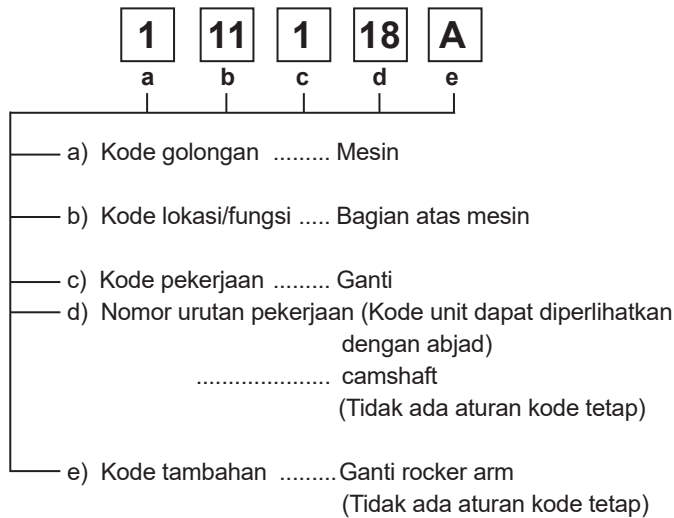 1 11 1 18 A
a b c d e
a) Kode golongan ......... Mesin
b) Kode lokasi/fungsi ..... Bagian atas mesin
c) Kode pekerjaan ......... Ganti
d) Nomor urutan pekerjaan (Kode unit dapat diperlihatkan
dengan abjad)
..................... camshaft
(Tidak ada aturan kode tetap)
e) Kode tambahan .........Ganti rocker arm
(Tidak ada aturan kode tetap)